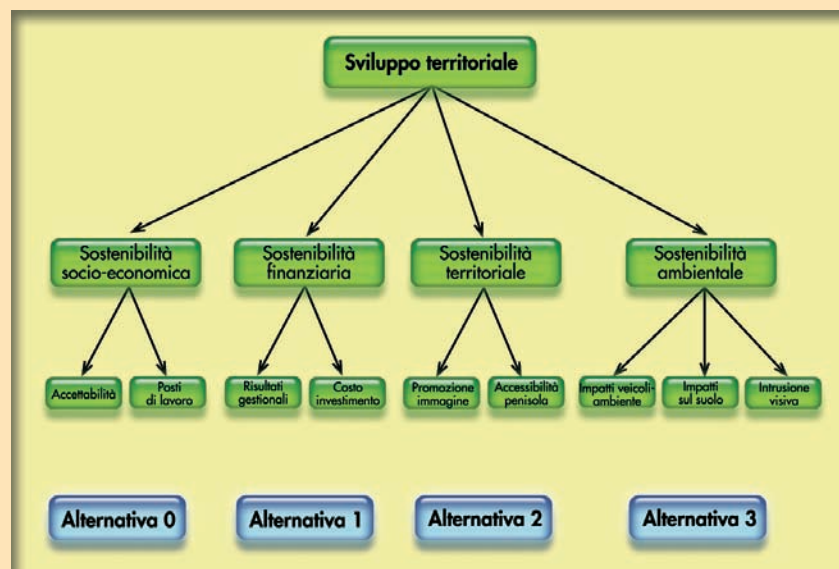 Sviluppo territoriale
Sostenibilità
socio-economica
Sostenibilità
finanziaria
Sostenibilità
territoriale
Sostenibilità
ambientale
Accettabilità
Posti
di lavoro
Risultati
gestionali
Costo
investimento
Promozione
immagine
Accessibilità
penisola
Impatti veicoli-
ambiente
Impatti
sul suolo
Intrusione
visiva
Alternativa 0
Alternativa 1
Alternativa 2
Alternativa 3